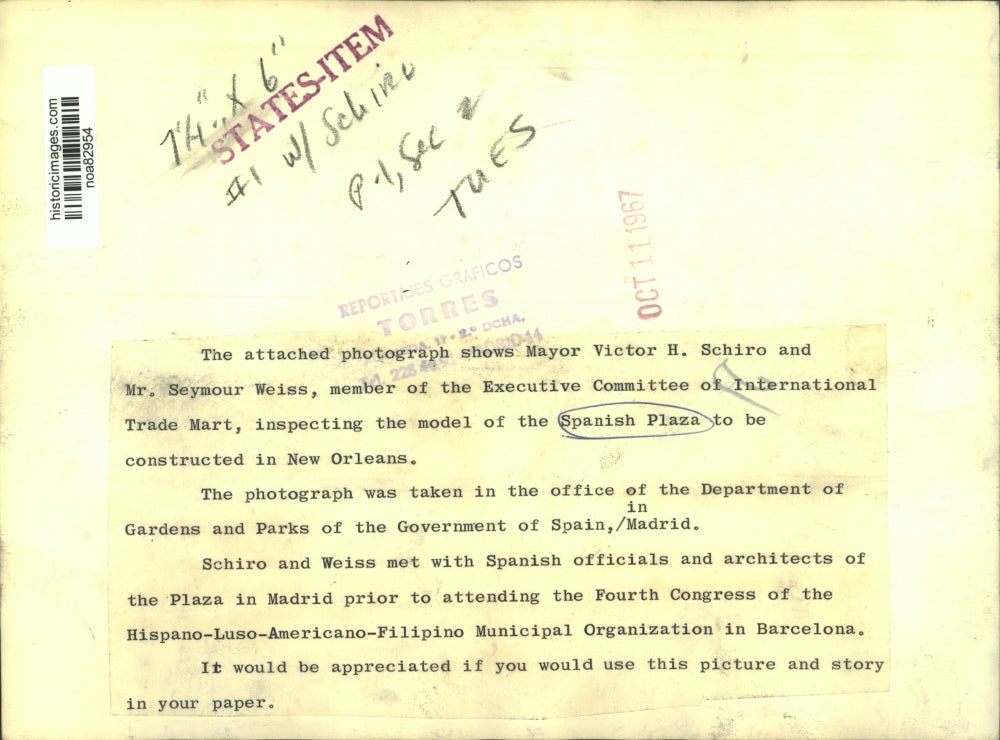 historicimages.com
noa82954
STATES-ITEM
#1 w/ Schiro
P-1, Sec 2
TUES
OCT 11 1967
REPORTAJES GRAFICOS
TORRES
2.° DCHA.
The attached photograph shows Mayor Victor H. Schiro and
Mr. Seymour Weiss, member of the Executive Committee of International
Trade Mart, inspecting the model of the Spanish Plaza to be
constructed in New Orleans.
The photograph was taken in the office of the Department of
in
Gardens and Parks of the Government of Spain,/Madrid.
Schiro and Weiss met with Spanish officials and architects of
the Plaza in Madrid prior to attending the Fourth Congress of the
Hispano-Luso-Americano-Filipino Municipal Organization in Barcelona.
It would be appreciated if you would use this picture and story
in your paper.